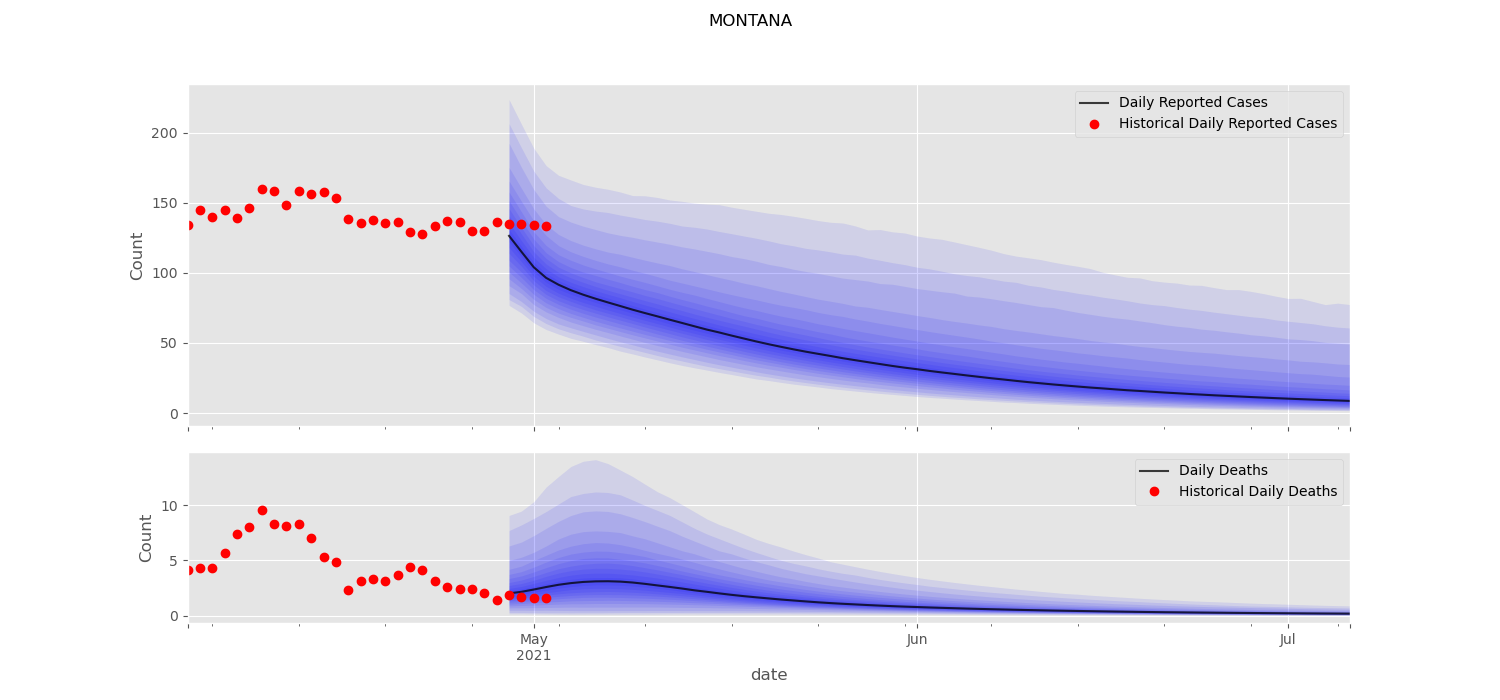 MONTANA
Daily Reported Cases
Historical Daily Reported Cases
200
150
100
50
0
Count
Daily Deaths
Historical Daily Deaths
10
5
0
Count
May
2021
Jun
Jul
date